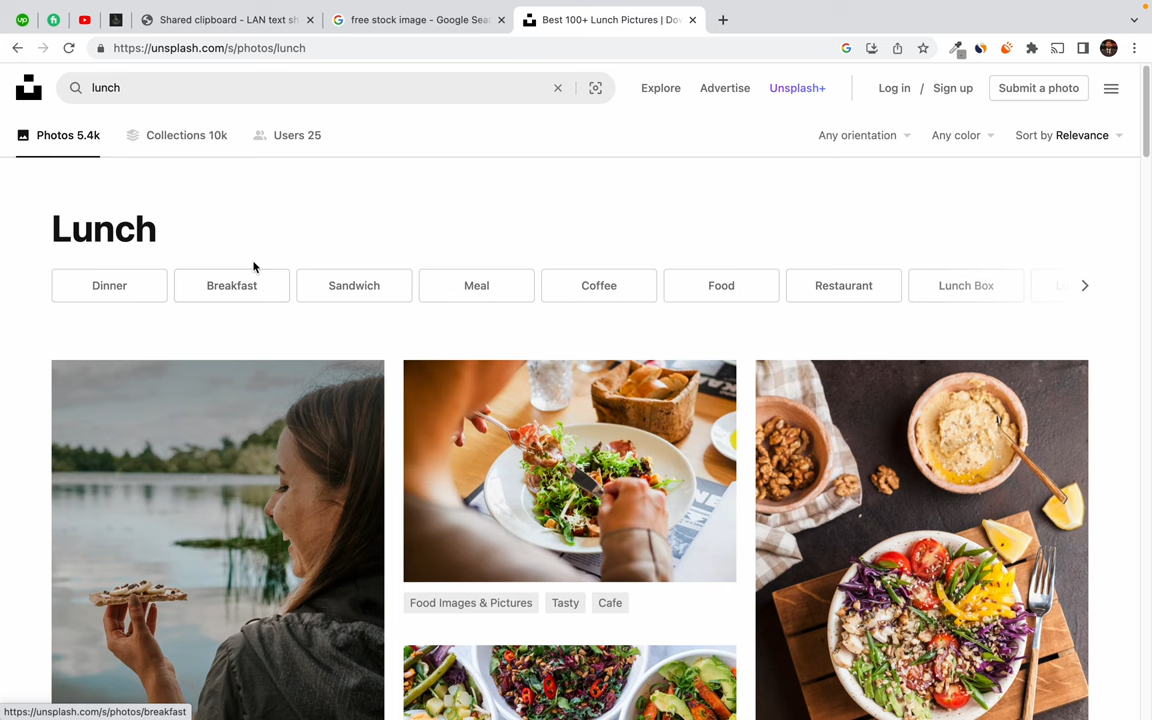 up
Shared clipboard - LAN text sh
free stock image - Google Sear
Best 100+ Lunch Pictures | Dow
https://unsplash.com/s/photos/lunch
lunch
Explore
Advertise
Unsplash+
Log in / Sign up
Submit a photo
Photos 5.4k
Collections 10k
Users 25
Any orientation
Any color
Sort by Relevance
Lunch
Dinner
Breakfast
Sandwich
Meal
Coffee
Food
Restaurant
Lunch Box
Food Images & Pictures
Tasty
Cafe
https://unsplash.com/s/photos/breakfast